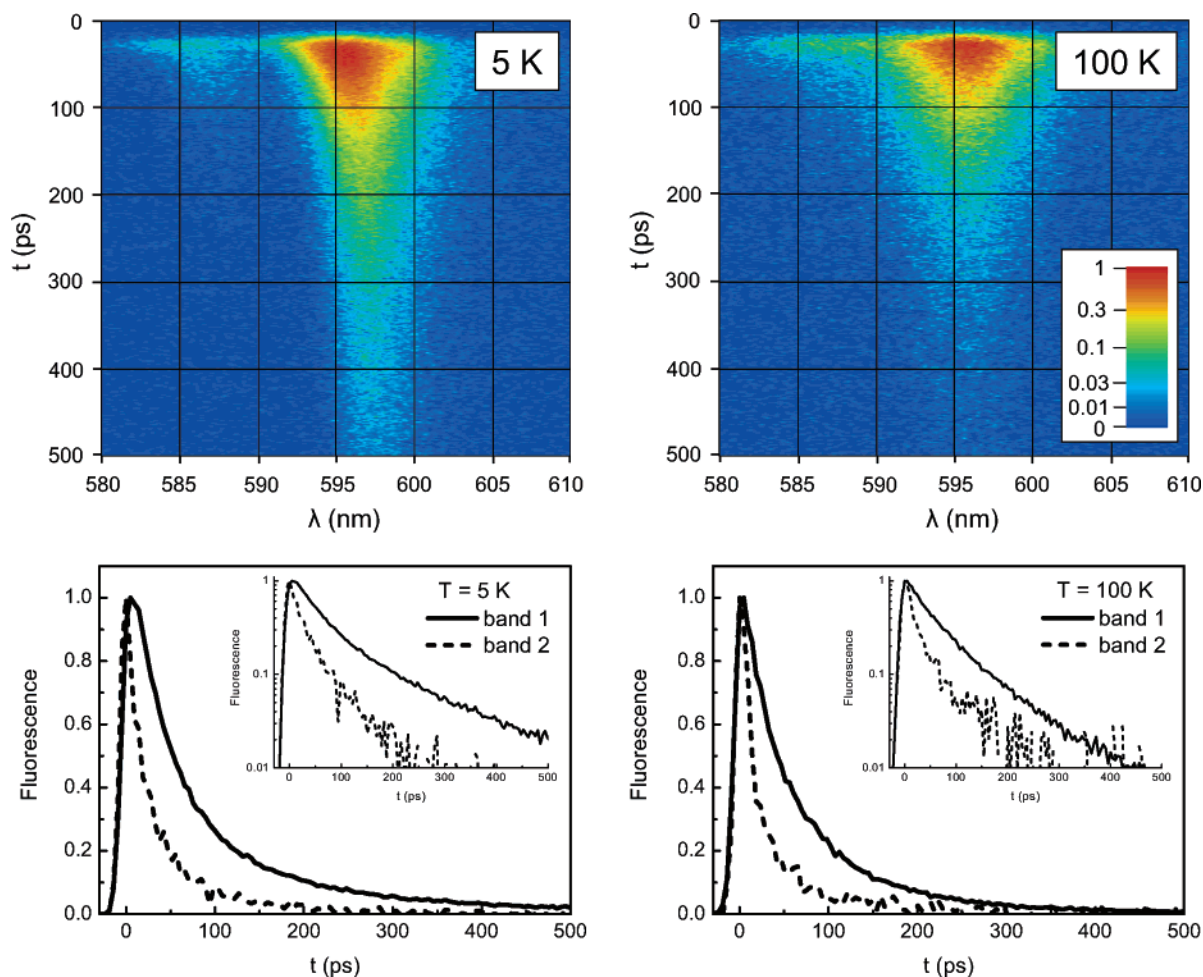 0
100
200
300
400
500
t (ps)
5 K
580 585 590 595 600 605 610
λ (nm)
0
100
200
300
400
500
t (ps)
100 K
1
0.3
0.1
0.03
0.01
0
580 585 590 595 600 605 610
λ (nm)
1.0
0.8
0.6
0.4
0.2
0.0
Fluorescence
0 100 200 300 400 500
t (ps)
1
0.1
0.01
Fluorescence
0 100 200 300 400 500
t (ps)
T = 5 K
band 1
band 2
1.0
0.8
0.6
0.4
0.2
0.0
Fluorescence
0 100 200 300 400 500
t (ps)
1
0.1
0.01
Fluorescence
0 100 200 300 400 500
t (ps)
T = 100 K
band 1
band 2